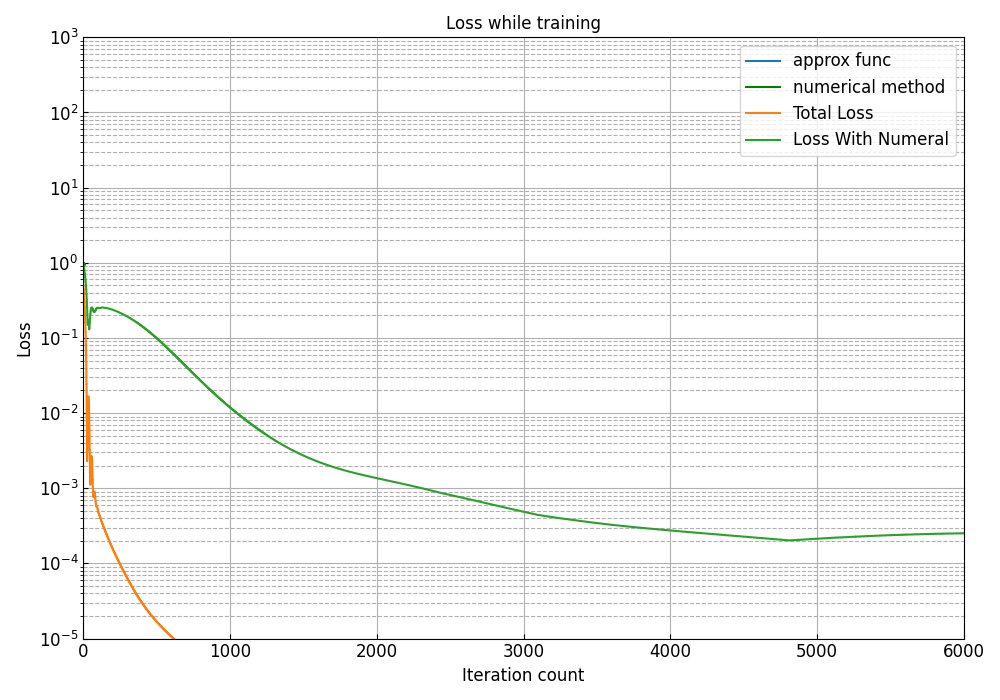 Loss while training
10³
10²
10¹
10⁰
10⁻¹
10⁻²
10⁻³
10⁻⁴
10⁻⁵
Loss
approx func
numerical method
Total Loss
Loss With Numeral
0 1000 2000 3000 4000 5000 6000
Iteration count